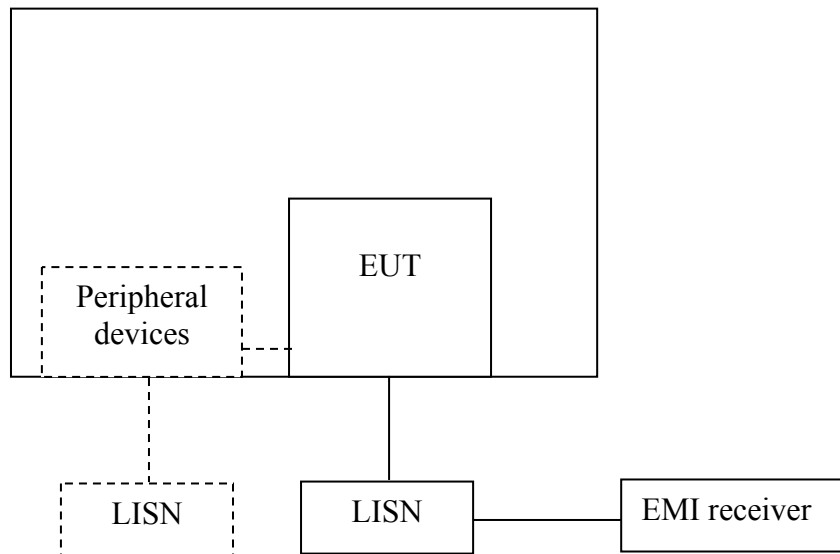 EUT
Peripheral
devices
LISN
LISN
EMI receiver